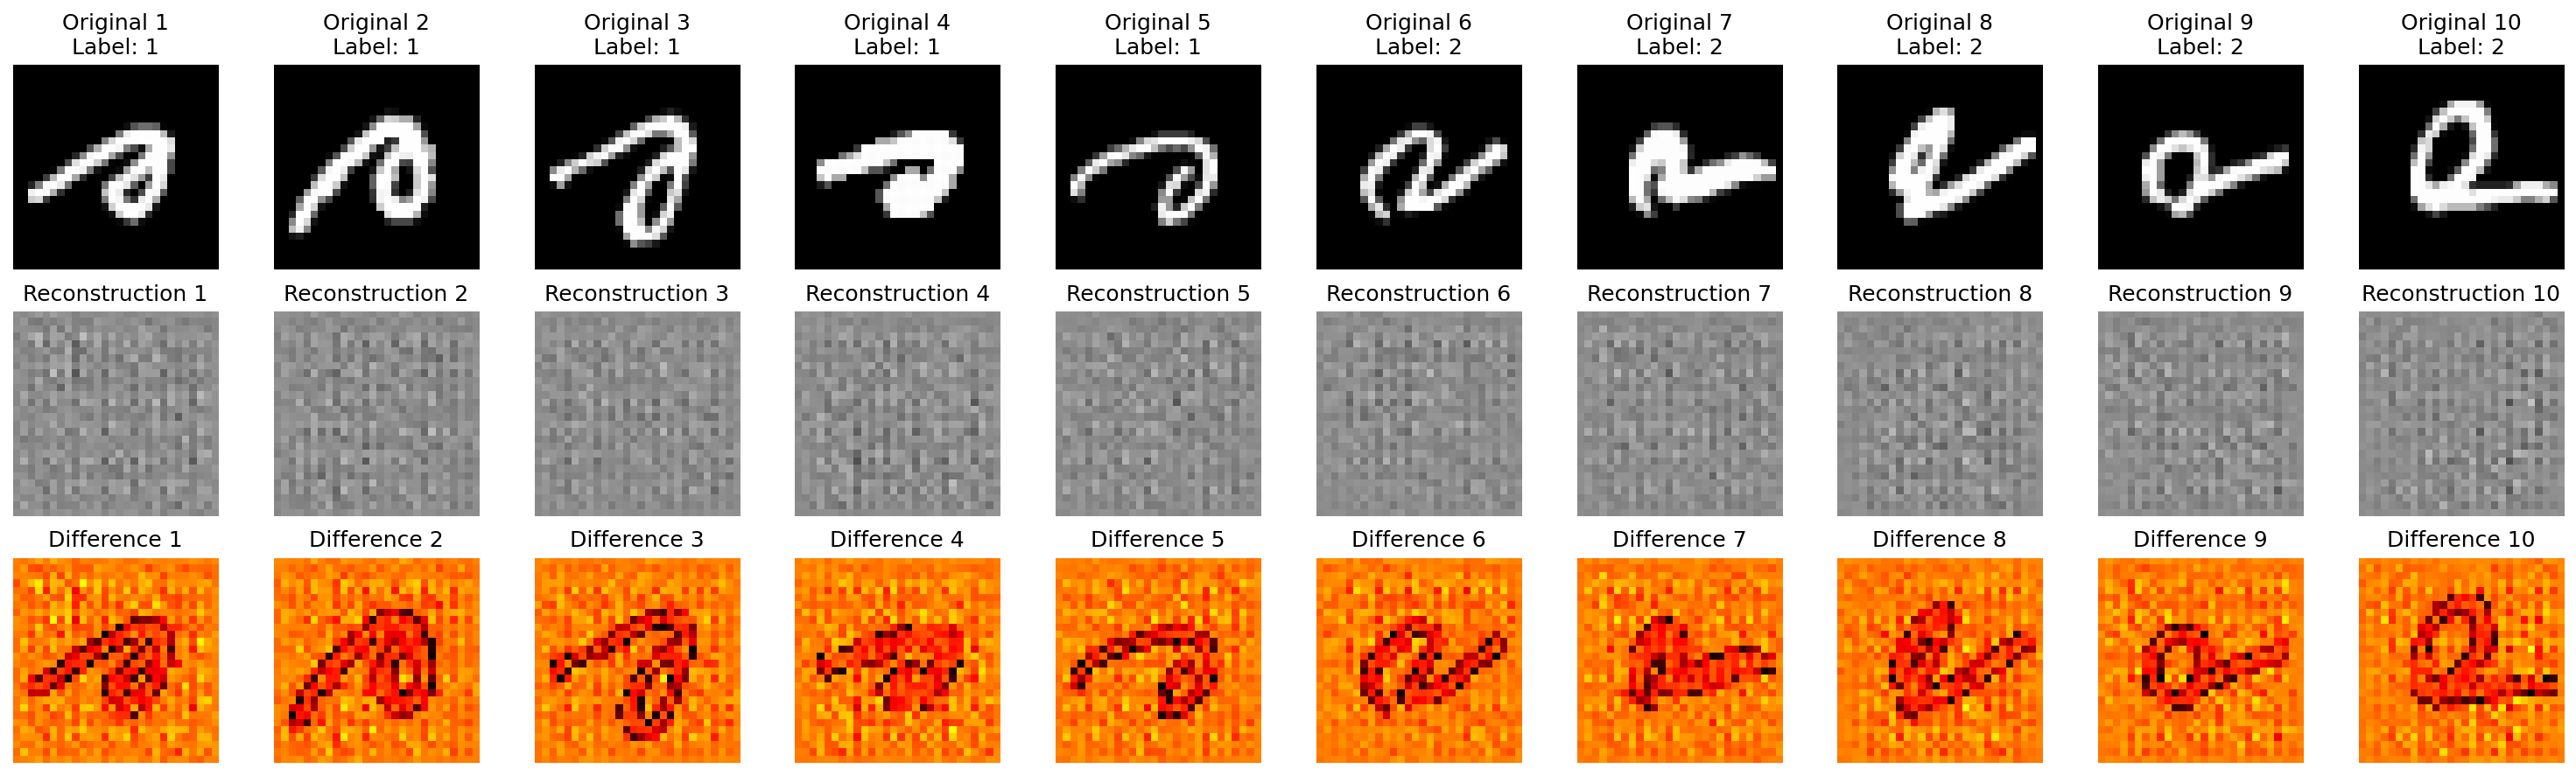 Original 1 Original 2 Original 3 Original 4 Original 5 Original 6 Original 7 Original 8 Original 9 Original 10
Label: 1 Label: 1 Label: 1 Label: 1 Label: 1 Label: 2 Label: 2 Label: 2 Label: 2 Label: 2
Reconstruction 1 Reconstruction 2 Reconstruction 3 Reconstruction 4 Reconstruction 5 Reconstruction 6 Reconstruction 7 Reconstruction 8 Reconstruction 9 Reconstruction 10
Difference 1 Difference 2 Difference 3 Difference 4 Difference 5 Difference 6 Difference 7 Difference 8 Difference 9 Difference 10